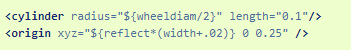 <cylinder radius="${wheeldiam/2}" length="0.1"/>
<origin xyz="${reflect*(width+.02)} 0 0.25" />